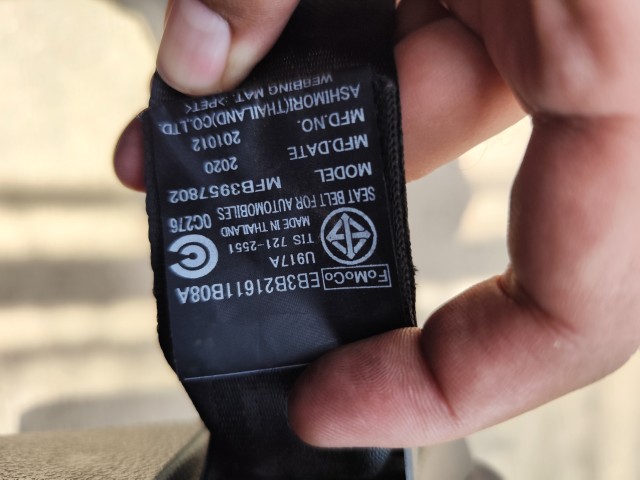 FoMoCo EB3B21611B08A
U917A
TIS 721-2551
MADE IN THAILAND
SEAT BELT FOR AUTOMOBILES 0C276
MODEL MFB3957802
MFD.DATE 2020
MFD.NO. 201012
ASHIMORI(THAILAND)CO.,LTD
WEBBING MAT. >PET<